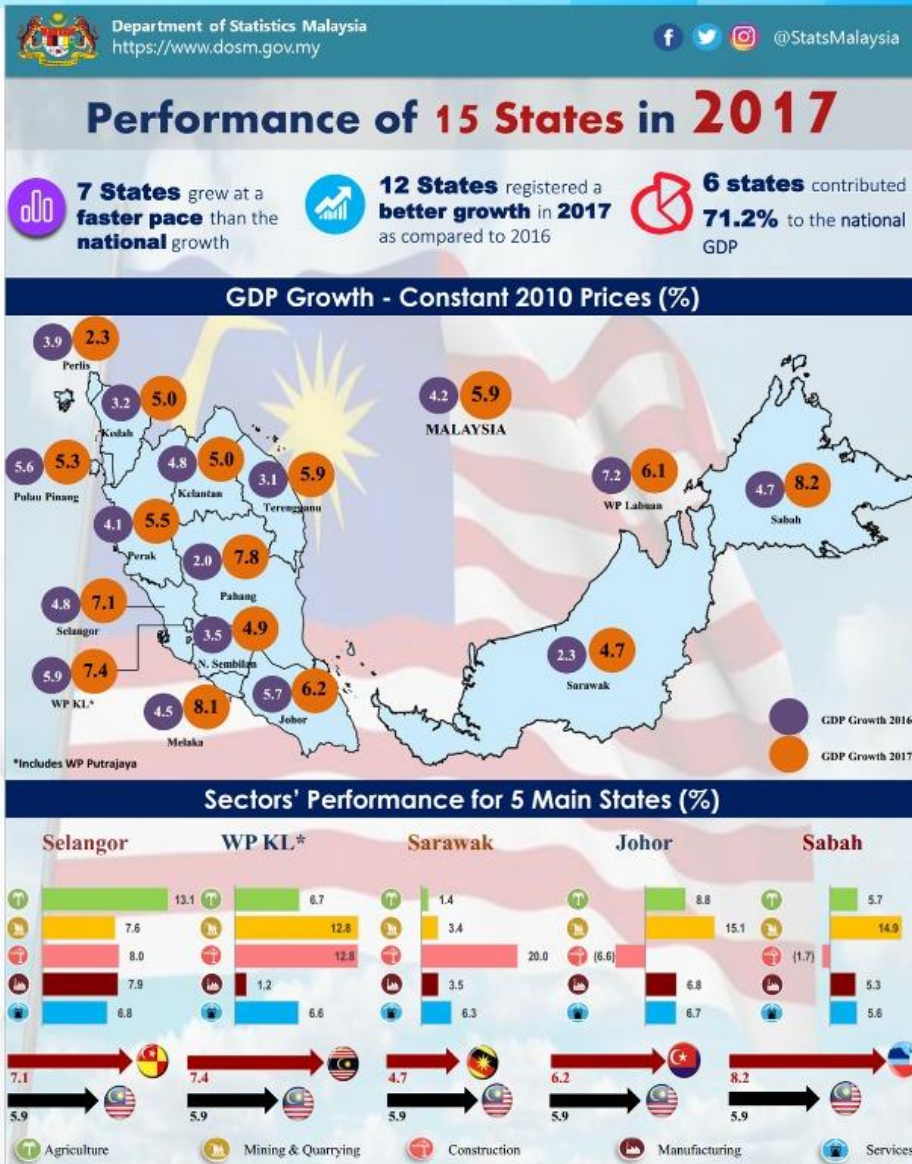 Department of Statistics Malaysia
https://www.dosm.gov.my
@StatsMalaysia
Performance of 15 States in 2017
7 States grew at a
faster pace than the
national growth
12 States registered a
better growth in 2017
as compared to 2016
6 states contributed
71.2% to the national
GDP
GDP Growth - Constant 2010 Prices (%)
3.9 2.3
Perlis
3.2 5.0
Kedah
5.6 5.3
Pulau Pinang
4.8 5.0
Kelantan
3.1 5.9
Terengganu
4.1 5.5
Perak
2.0 7.8
Pahang
4.8 7.1
Selangor
3.5 4.9
N. Sembilan
5.9 7.4
WP KL*
4.5 8.1
Melaka
5.7 6.2
Johor
4.2 5.9
MALAYSIA
7.2 6.1
WP Labuan
4.7 8.2
Sabah
2.3 4.7
Sarawak
GDP Growth 2016
GDP Growth 2017
*Includes WP Putrajaya
Sectors' Performance for 5 Main States (%)
Selangor
13.1
7.6
8.0
7.9
6.8
7.1
5.9
WP KL*
6.7
12.8
12.8
1.2
6.6
7.4
5.9
Sarawak
1.4
3.4
20.0
3.5
6.3
4.7
5.9
Johor
8.8
15.1
(6.6)
6.8
6.7
6.2
5.9
Sabah
5.7
14.9
(1.7)
5.3
5.6
8.2
5.9
Agriculture
Mining & Quarrying
Construction
Manufacturing
Services